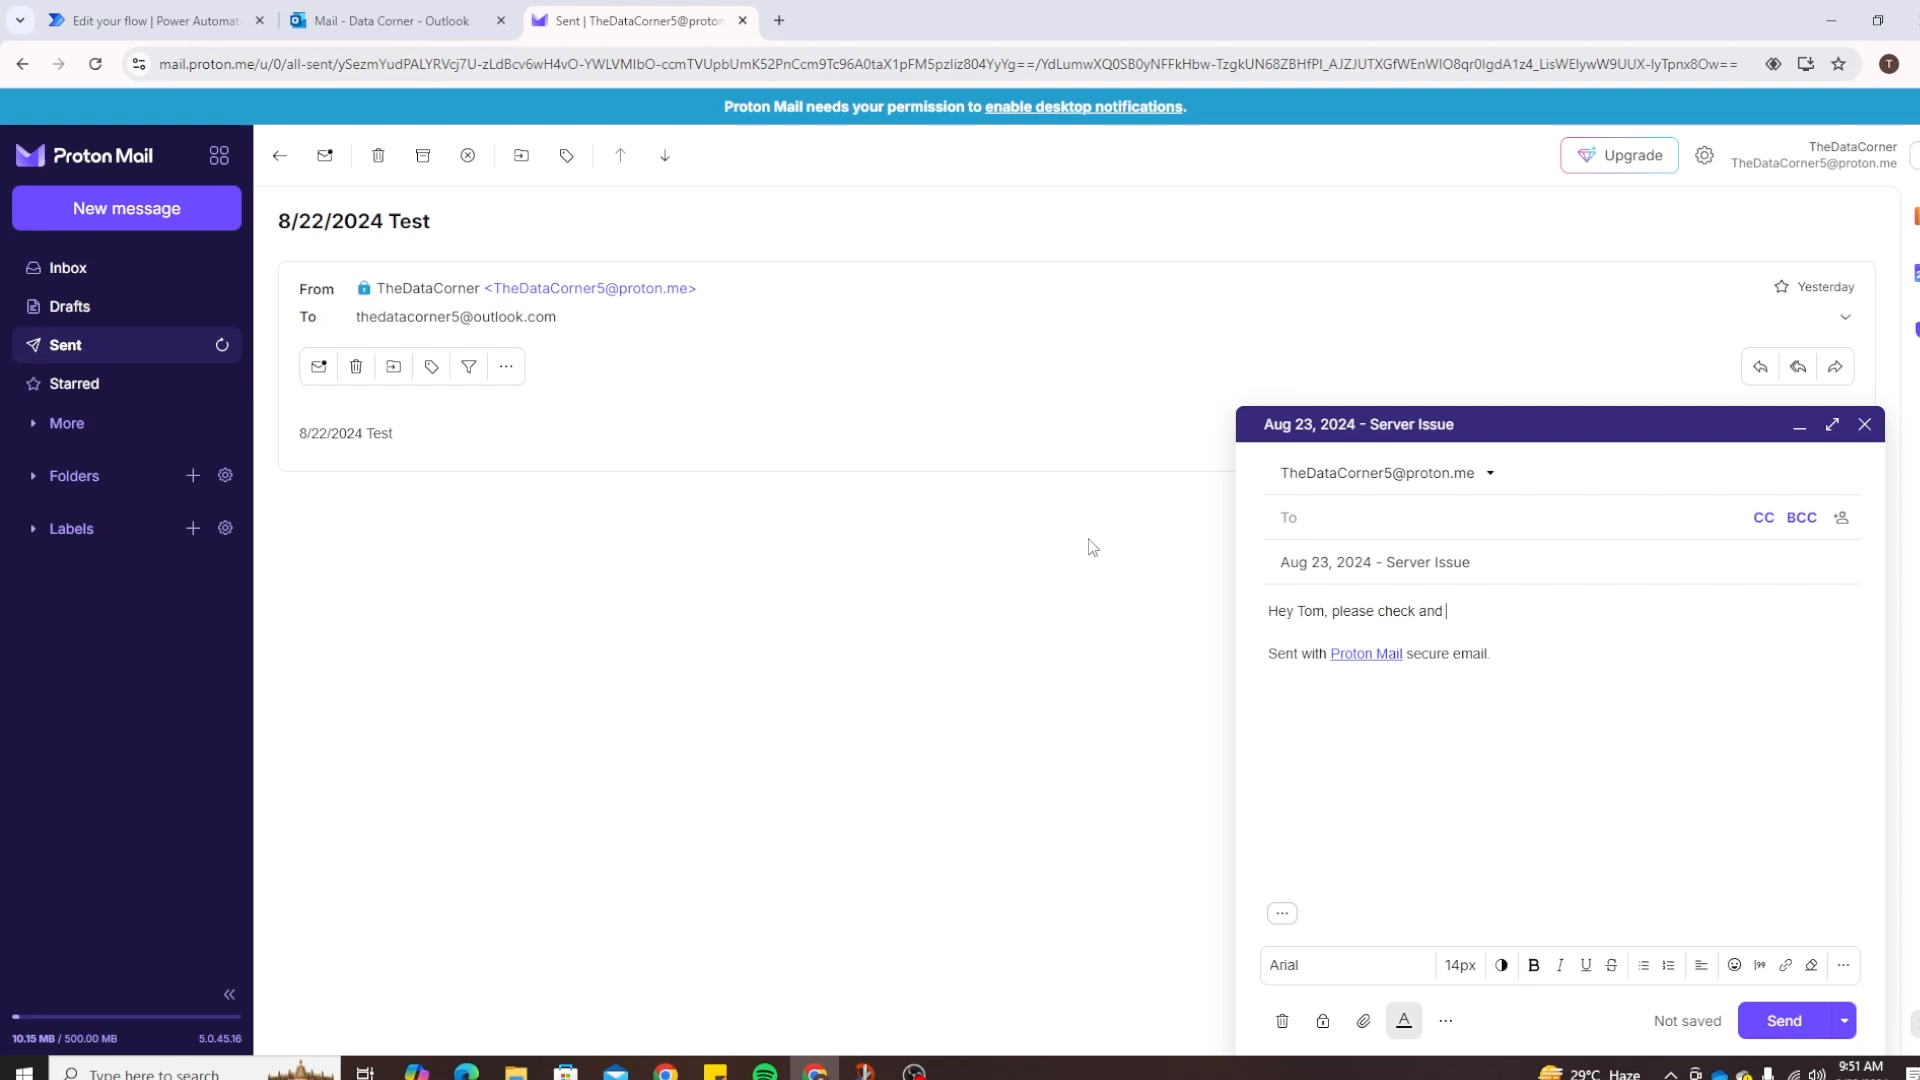 Edit your flow | Power Automat
Mail - Data Corner - Outlook
Sent | TheDataCorner5@proton
mail.proton.me/u/0/all-sent/ySezmYudPALYRVcj7U-zLdBcv6wH4vO-YWLVMIbO-ccmTVUpbUmK52PnCcm9Tc96A0taX1pFM5pzIiz804YyYg==/YdLumwXQ0SB0yNFFkHbw-TzgkUN68ZBHfPl_AJZJUTXGfWEnWIO8qr0IgdA1z4_LisWEIywW9UUX-IyTpnx8Ow==
T
Proton Mail needs your permission to enable desktop notifications.
Proton Mail
New message
Inbox
Drafts
Sent
Starred
More
Folders
Labels
10.15 MB / 500.00 MB
5.0.45.16
Upgrade
TheDataCorner
TheDataCorner5@proton.me
8/22/2024 Test
From TheDataCorner <TheDataCorner5@proton.me>
Yesterday
To thedatacorner5@outlook.com
8/22/2024 Test
Aug 23, 2024 - Server Issue
TheDataCorner5@proton.me
To
CC BCC
Aug 23, 2024 - Server Issue
Hey Tom, please check and
Sent with Proton Mail secure email.
Arial
14px
B I U S
A
Not saved
Send
Type here to search
29°C Haze
9:51 AM